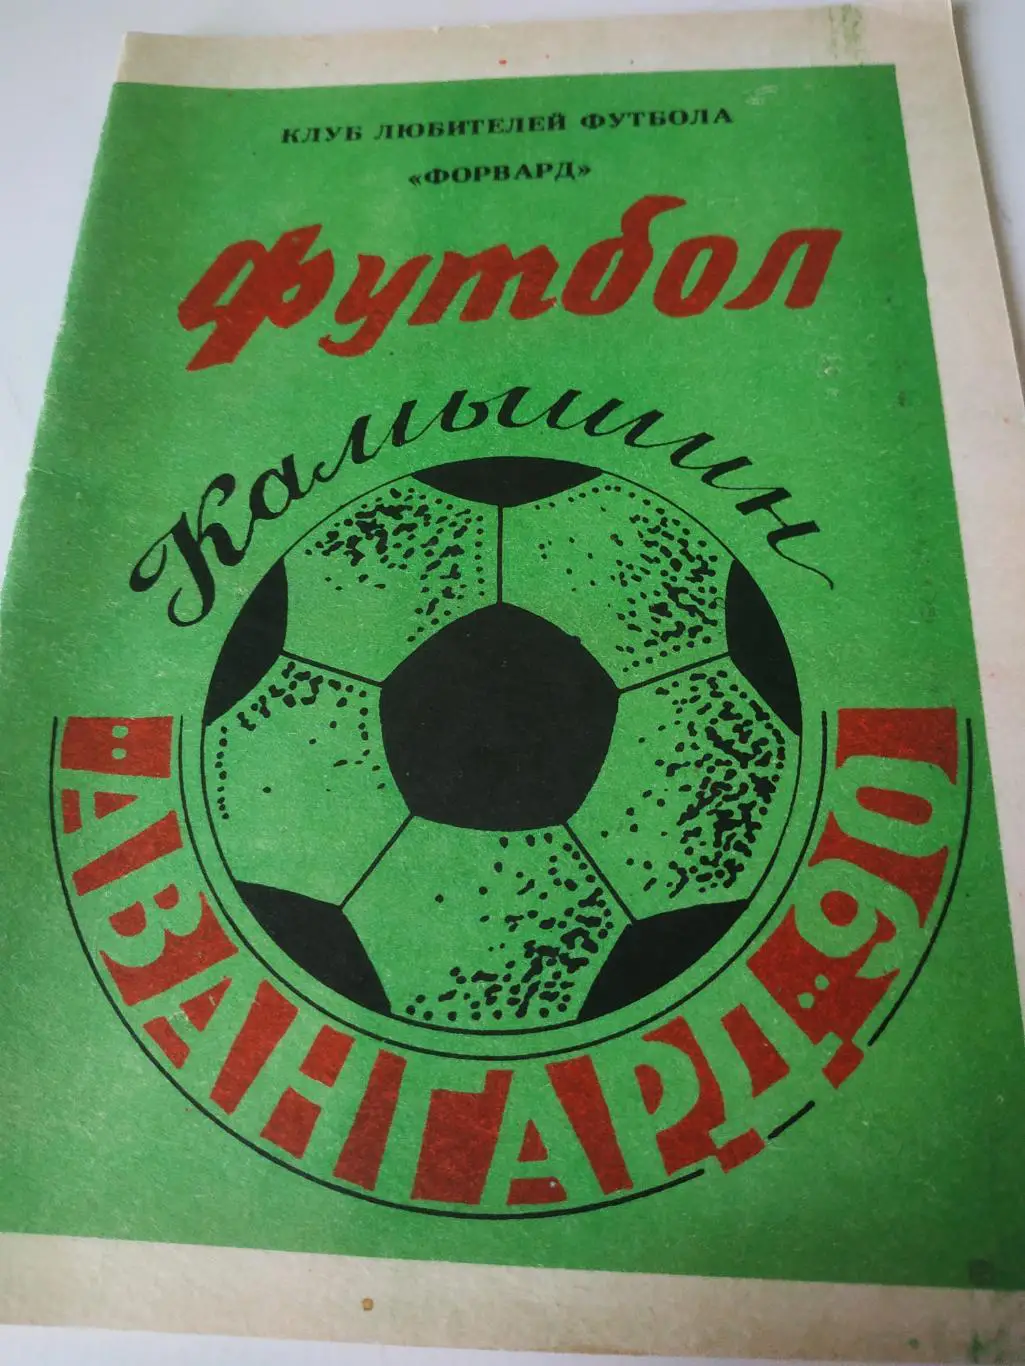 КЛУБ ЛЮБИТЕЛЕЙ ФУТБОЛА
«ФОРВАРД»
Футбол
Камышин
"АВАНГАРД"90